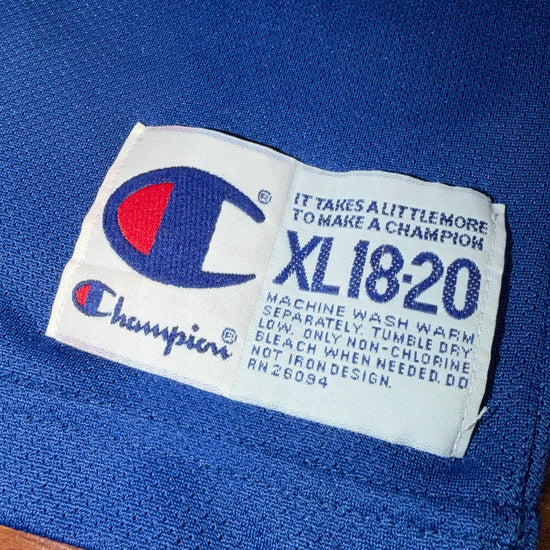 Champion®
®
IT TAKES A LITTLE MORE
TO MAKE A CHAMPION
XL 18-20
MACHINE WASH WARM
SEPARATELY, TUMBLE DRY
LOW. ONLY NON-CHLORINE
BLEACH WHEN NEEDED. DO
NOT IRON DESIGN.
RN 26094